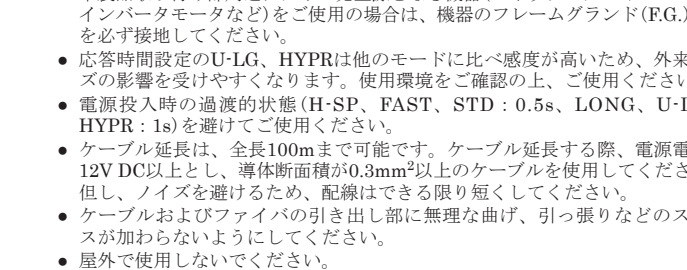 インバータモータなど)をご使用の場合は、機器のフレームグランド(F.G.)
を必ず接地してください。
● 応答時間設定のU-LG、HYPRは他のモードに比べ感度が高いため、外来
ズの影響を受けやすくなります。使用環境をご確認の上、ご使用ください
● 電源投入時の過渡的状態(H-SP、FAST、STD：0.5s、LONG、U-L
HYPR：1s)を避けてご使用ください。
● ケーブル延長は、全長100mまで可能です。ケーブル延長する際、電源電
12V DC以上とし、導体断面積が0.3mm²以上のケーブルを使用してくださ
但し、ノイズを避けるため、配線はできる限り短くしてください。
● ケーブルおよびファイバの引き出し部に無理な曲げ、引っ張りなどのス
スが加わらないようにしてください。
● 屋外で使用しないでください。